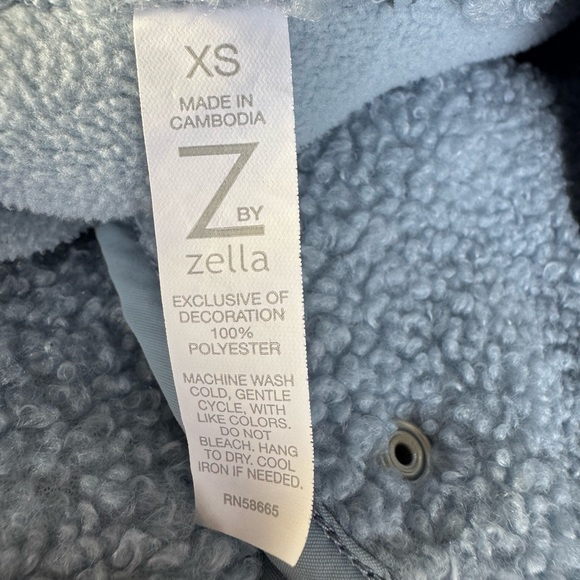 XS
MADE IN
CAMBODIA
Z BY
zella
EXCLUSIVE OF
DECORATION
100%
POLYESTER
MACHINE WASH
COLD, GENTLE
CYCLE, WITH
LIKE COLORS.
DO NOT
BLEACH. HANG
TO DRY. COOL
IRON IF NEEDED.
RN58665